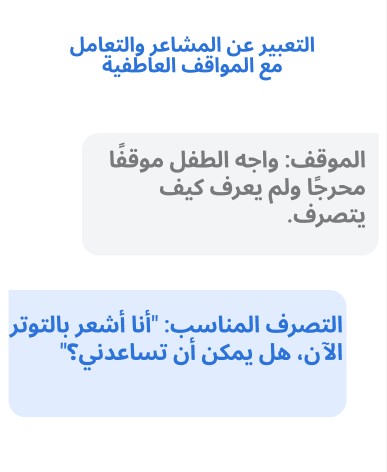 التعبير عن المشاعر والتعامل
مع المواقف العاطفية
الموقف: واجه الطفل موقفًا
محرجًا ولم يعرف كيف
يتصرف.
التصرف المناسب: "أنا أشعر بالتوتر
الآن، هل يمكن أن تساعدني؟"